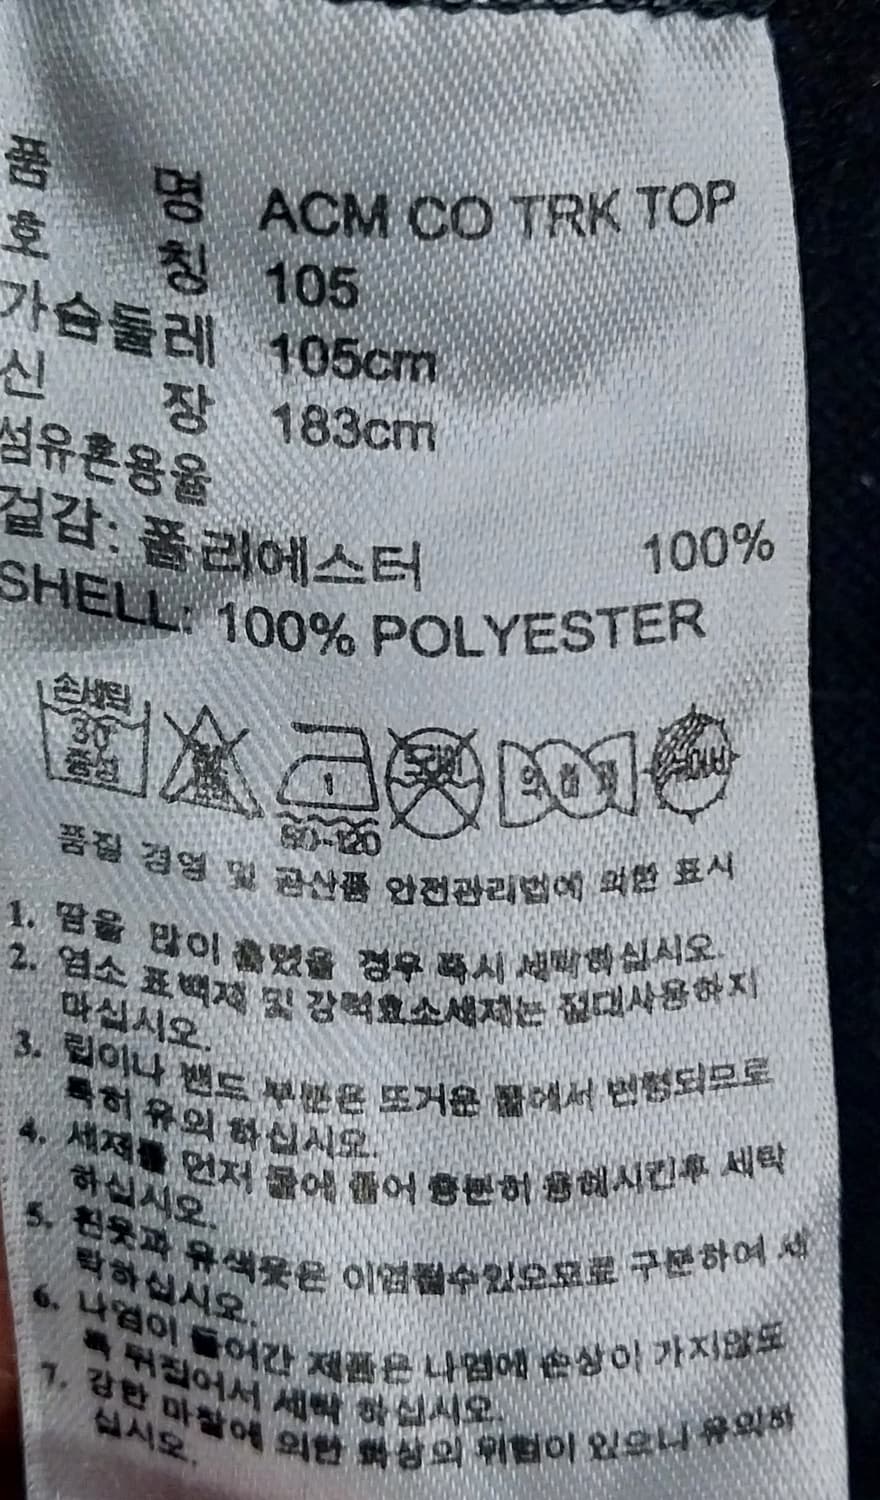 품 명 ACM CO TRK TOP
호 칭 105
가슴둘레 105cm
신 장 183cm
섬유혼용율
겉감: 폴리에스터 100%
SHELL: 100% POLYESTER
손세탁
30
중성
1
80-120
드라이
약하게
뉘어서
품질 경영 및 공산품 안전관리법에 의한 표시
1. 땀을 많이 흘렸을 경우 즉시 세탁하십시오.
2. 염소 표백제 및 강력효소세제는 절대사용하지
마십시오.
3. 립이나 밴드 부분은 뜨거운 물에서 변형되므로
특히 유의 하십시오.
4. 세제를 먼저 물에 풀어 충분히 용해시킨후 세탁
하십시오.
5. 흰옷과 유색옷은 이염될수있으므로 구분하여 세
탁하십시오.
6. 나염이 들어간 제품은 나염에 손상이 가지않도
록 뒤집어서 세탁 하십시오.
7. 강한 마찰에 의한 화상의 위험이 있으니 유의하
십시오.